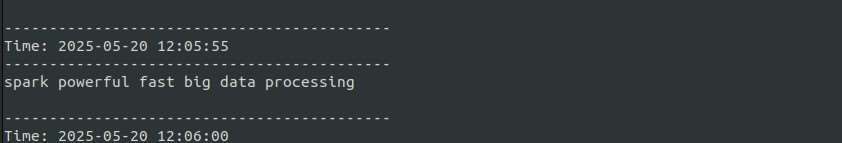 -------------------------------------------
Time: 2025-05-20 12:05:55
-------------------------------------------
spark powerful fast big data processing
-------------------------------------------
Time: 2025-05-20 12:06:00